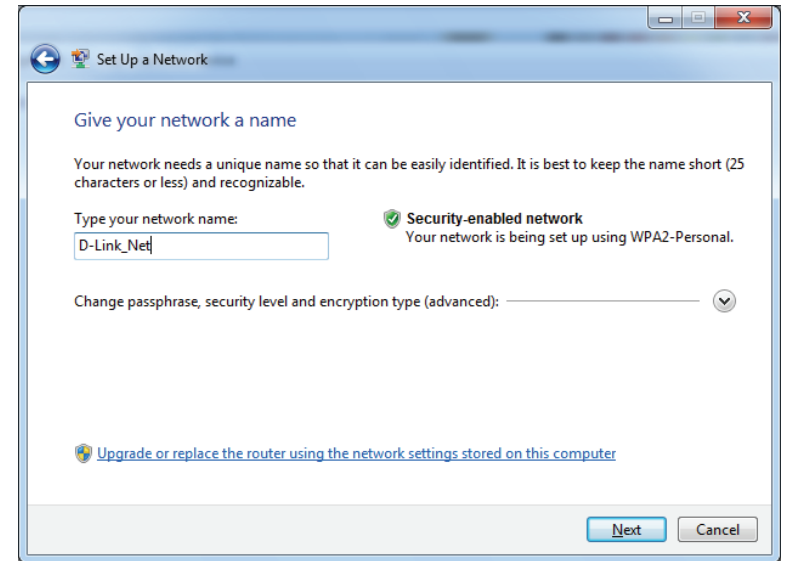 Set Up a Network
Give your network a name
Your network needs a unique name so that it can be easily identified. It is best to keep the name short (25
characters or less) and recognizable.
Type your network name:
Security-enabled network
D-Link_Net
Your network is being set up using WPA2-Personal.
Change passphrase, security level and encryption type (advanced):
Upgrade or replace the router using the network settings stored on this computer
Next
Cancel